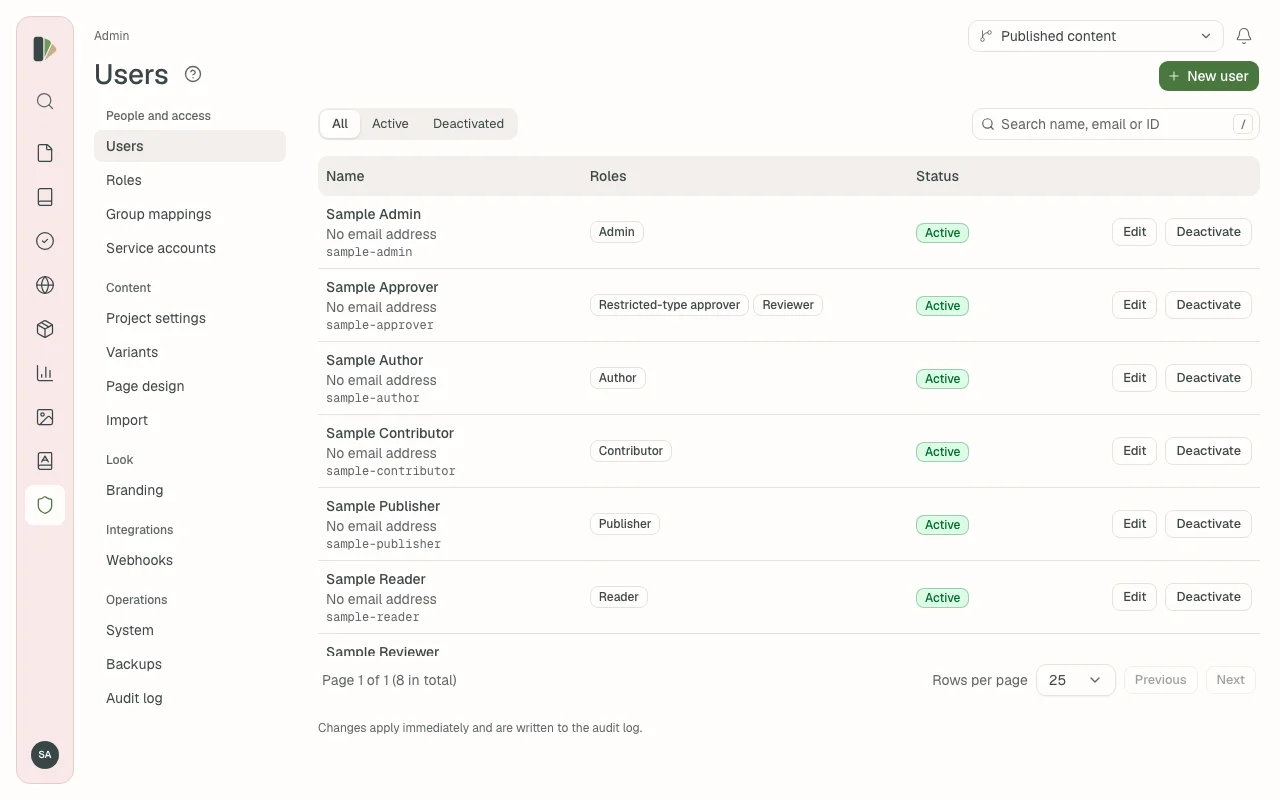 Admin
Published content
Users
New user
People and access
Users
Roles
Group mappings
Service accounts
Content
Project settings
Variants
Page design
Import
Look
Branding
Integrations
Webhooks
Operations
System
Backups
Audit log
SA
All Active Deactivated
Search name, email or ID /
Name Roles Status
Sample Admin
No email address
sample-admin
Admin Active Edit Deactivate
Sample Approver
No email address
sample-approver
Restricted-type approver Reviewer Active Edit Deactivate
Sample Author
No email address
sample-author
Author Active Edit Deactivate
Sample Contributor
No email address
sample-contributor
Contributor Active Edit Deactivate
Sample Publisher
No email address
sample-publisher
Publisher Active Edit Deactivate
Sample Reader
No email address
sample-reader
Reader Active Edit Deactivate
Sample Reviewer
Page 1 of 1 (8 in total)
Rows per page 25 Previous Next
Changes apply immediately and are written to the audit log.